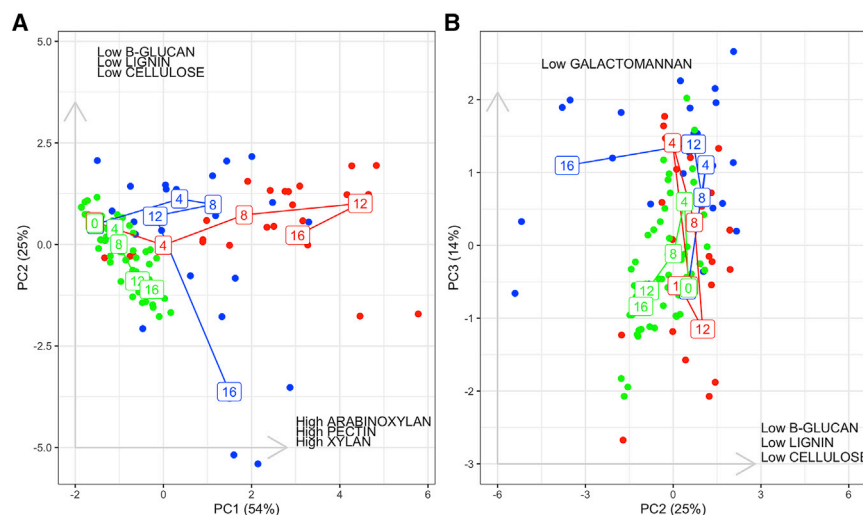 A
B
Low B-GLUCAN
Low LIGNIN
Low CELLULOSE
Low GALACTOMANNAN
5.0
2.5
0.0
-2.5
-5.0
PC2 (25%)
0
4
8
12
16
4
8
12
16
4
8
12
16
High ARABINOXYLAN
High PECTIN
High XYLAN
-2 0 2 4 6 8
PC1 (54%)
2
1
0
-1
-2
-3
PC3 (14%)
4
12
16
4
8
4
8
8
12
16
0
12
Low B-GLUCAN
Low LIGNIN
Low CELLULOSE
-6 -3 0 3 6
PC2 (25%)